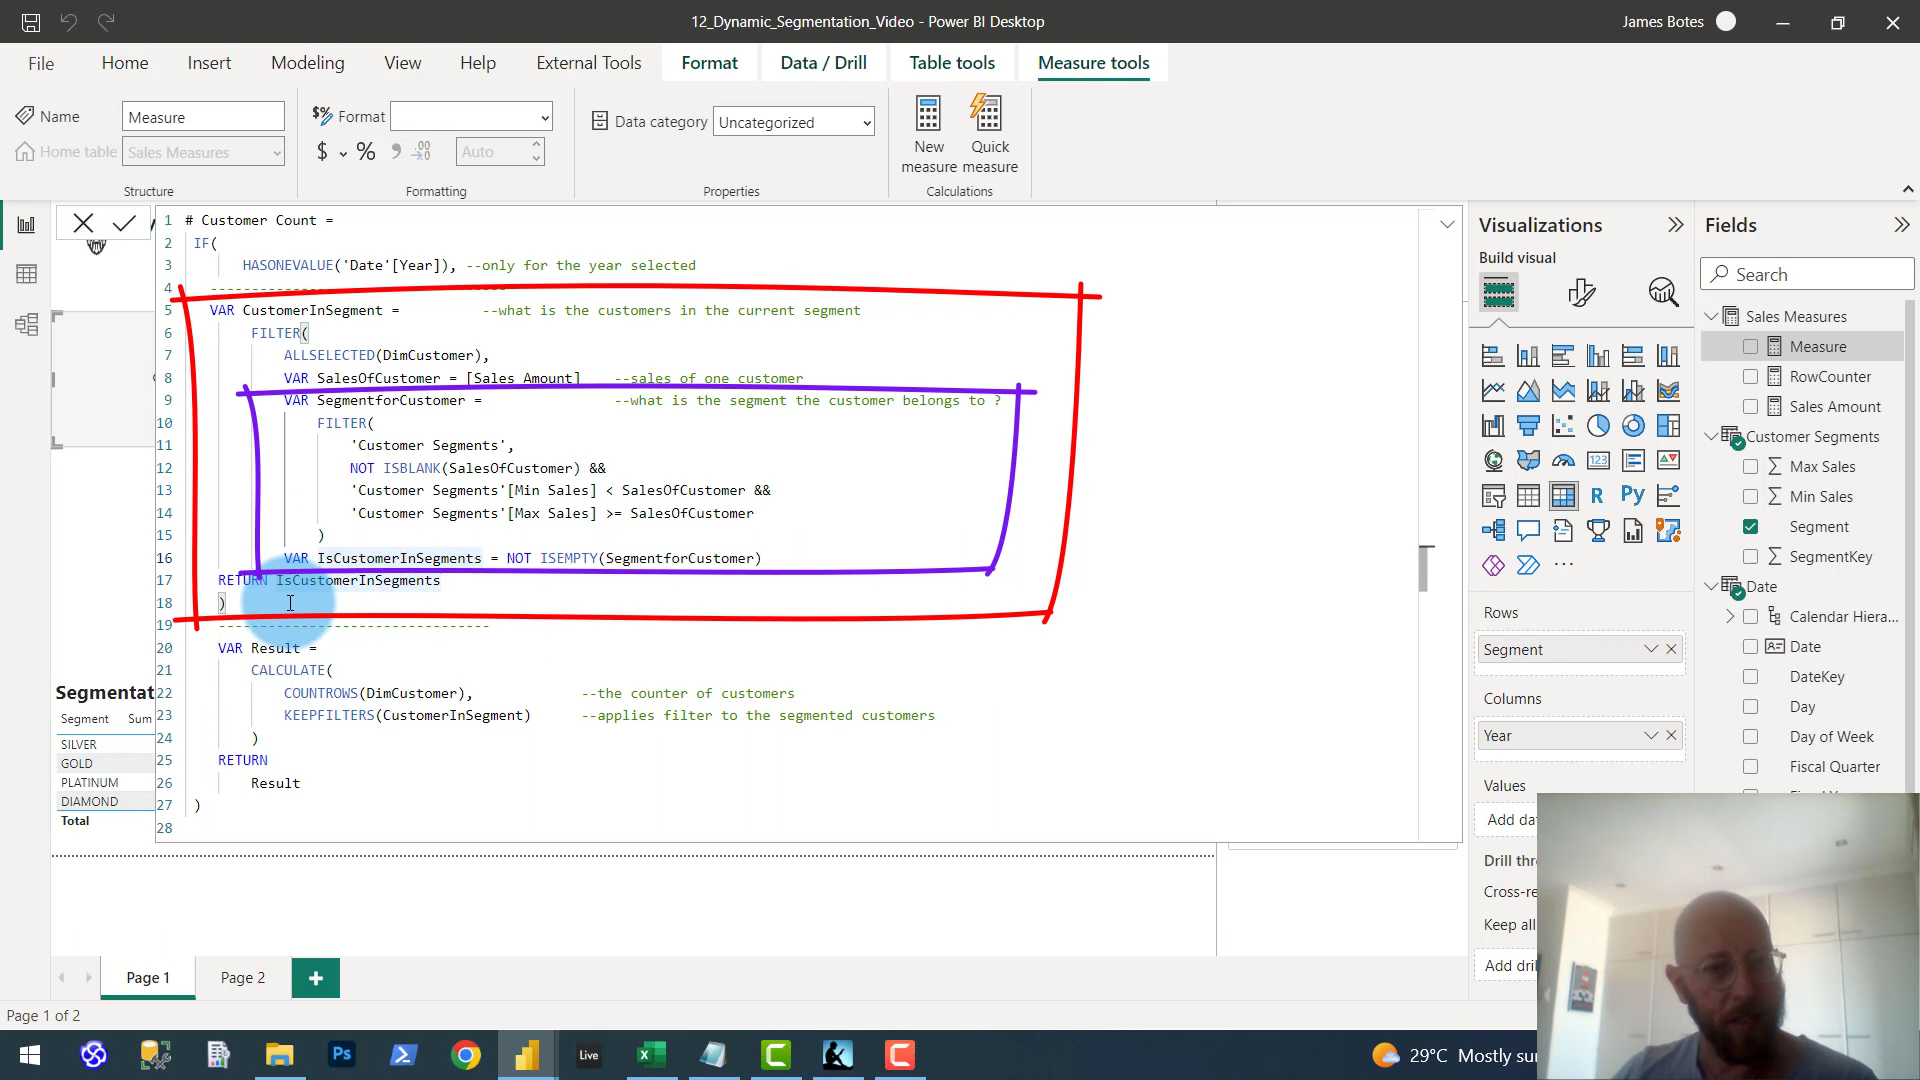 12_Dynamic_Segmentation_Video - Power BI Desktop
James Botes
File
Home
Insert
Modeling
View
Help
External Tools
Format
Data / Drill
Table tools
Measure tools
Name
Measure
Home table
Sales Measures
Structure
Format
$
%
Auto
Formatting
Data category
Uncategorized
Properties
New measure
Quick measure
Calculations
1 # Customer Count =
2 IF(
3 HASONEVALUE('Date'[Year]), --only for the year selected
4 ------------------------------------
5 VAR CustomerInSegment = --what is the customers in the current segment
6 FILTER(
7 ALLSELECTED(DimCustomer),
8 VAR SalesOfCustomer = [Sales Amount] --sales of one customer
9 VAR SegmentforCustomer = --what is the segment the customer belongs to ?
10 FILTER(
11 'Customer Segments',
12 NOT ISBLANK(SalesOfCustomer) &&
13 'Customer Segments'[Min Sales] < SalesOfCustomer &&
14 'Customer Segments'[Max Sales] >= SalesOfCustomer
15 )
16 VAR IsCustomerInSegments = NOT ISEMPTY(SegmentforCustomer)
17 RETURN IsCustomerInSegments
18 )
19 ----------------------------------
20 VAR Result =
21 CALCULATE(
22 COUNTROWS(DimCustomer), --the counter of customers
23 KEEPFILTERS(CustomerInSegment) --applies filter to the segmented customers
24 )
25 RETURN
26 Result
27 )
28
Segmentat
Segment Sum
SILVER
GOLD
PLATINUM
DIAMOND
Total
Visualizations
Build visual
123
R
Py
Rows
Segment
Columns
Year
Values
Add da
Drill thr
Cross-re
Keep all
Add dril
Fields
Search
Sales Measures
Measure
RowCounter
Sales Amount
Customer Segments
Max Sales
Min Sales
Segment
SegmentKey
Date
Calendar Hiera...
Date
DateKey
Day
Day of Week
Fiscal Quarter
Page 1
Page 2
+
Page 1 of 2
Ps
Live
29°C Mostly sun